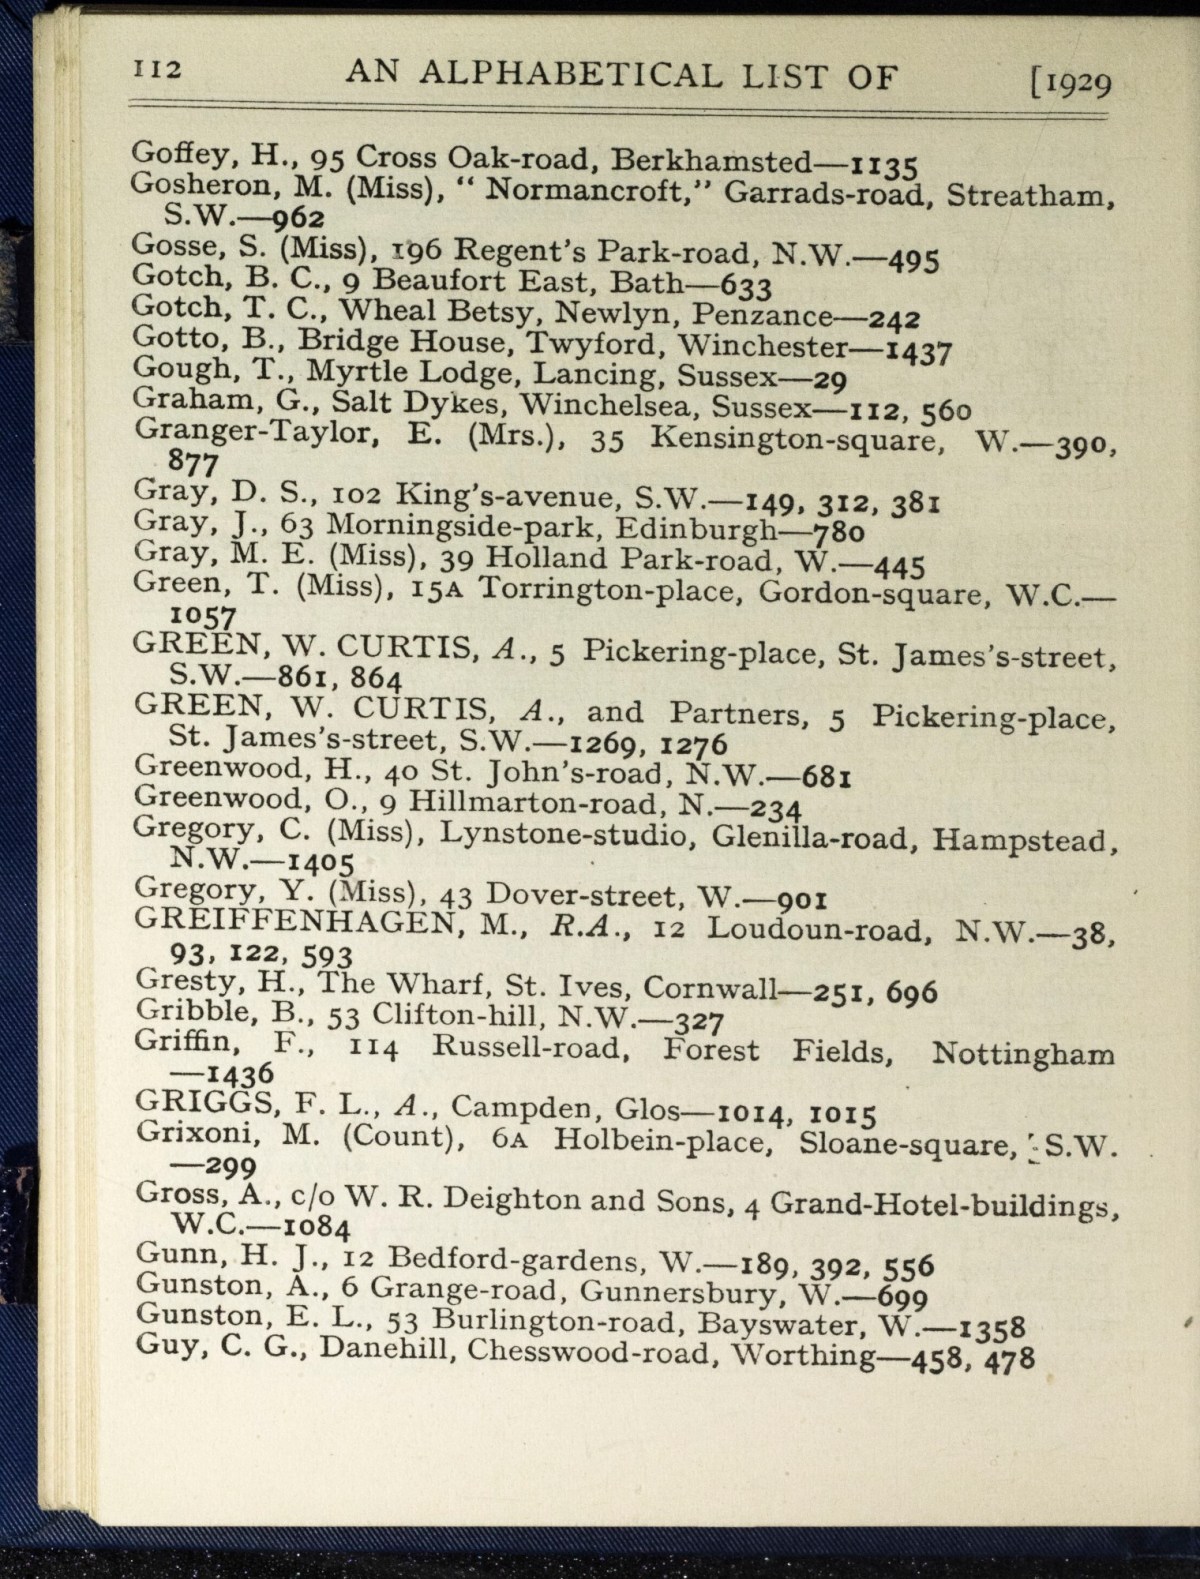 112 AN ALPHABETICAL LIST OF [1929
Goffey, H., 95 Cross Oak-road, Berkhamsted—1135
Gosheron, M. (Miss), “ Normancroft,” Garrads-road, Streatham,
S.W.—962
Gosse, S. (Miss), 196 Regent's Park-road, N.W.—495
Gotch, B. C., 9 Beaufort East, Bath—633
Gotch, T. C., Wheal Betsy, Newlyn, Penzance—242
Gotto, B., Bridge House, Twyford, Winchester—1437
Gough, T., Myrtle Lodge, Lancing, Sussex—29
Graham, G., Salt Dykes, Winchelsea, Sussex—112, 560
Granger-Taylor, E. (Mrs.), 35 Kensington-square, W.—390,
877
Gray, D. S., 102 King's-avenue, S.W.—149, 312, 381
Gray, J., 63 Morningside-park, Edinburgh—780
Gray, M. E. (Miss), 39 Holland Park-road, W.—445
Green, T. (Miss), 15A Torrington-place, Gordon-square, W.C.—
1057
GREEN, W. CURTIS, A., 5 Pickering-place, St. James's-street,
S.W.—861, 864
GREEN, W. CURTIS, A., and Partners, 5 Pickering-place,
St. James's-street, S.W.—1269, 1276
Greenwood, H., 40 St. John's-road, N.W.—681
Greenwood, O., 9 Hillmarton-road, N.—234
Gregory, C. (Miss), Lynstone-studio, Glenilla-road, Hampstead,
N.W.—1405
Gregory, Y. (Miss), 43 Dover-street, W.—901
GREIFFENHAGEN, M., R.A., 12 Loudoun-road, N.W.—38,
93, 122, 593
Gresty, H., The Wharf, St. Ives, Cornwall—251, 696
Gribble, B., 53 Clifton-hill, N.W.—327
Griffin, F., 114 Russell-road, Forest Fields, Nottingham
—1436
GRIGGS, F. L., A., Campden, Glos—1014, 1015
Grixoni, M. (Count), 6A Holbein-place, Sloane-square, S.W.
—299
Gross, A., c/o W. R. Deighton and Sons, 4 Grand-Hotel-buildings,
W.C.—1084
Gunn, H. J., 12 Bedford-gardens, W.—189, 392, 556
Gunston, A., 6 Grange-road, Gunnersbury, W.—699
Gunston, E. L., 53 Burlington-road, Bayswater, W.—1358
Guy, C. G., Danehill, Chesswood-road, Worthing—458, 478